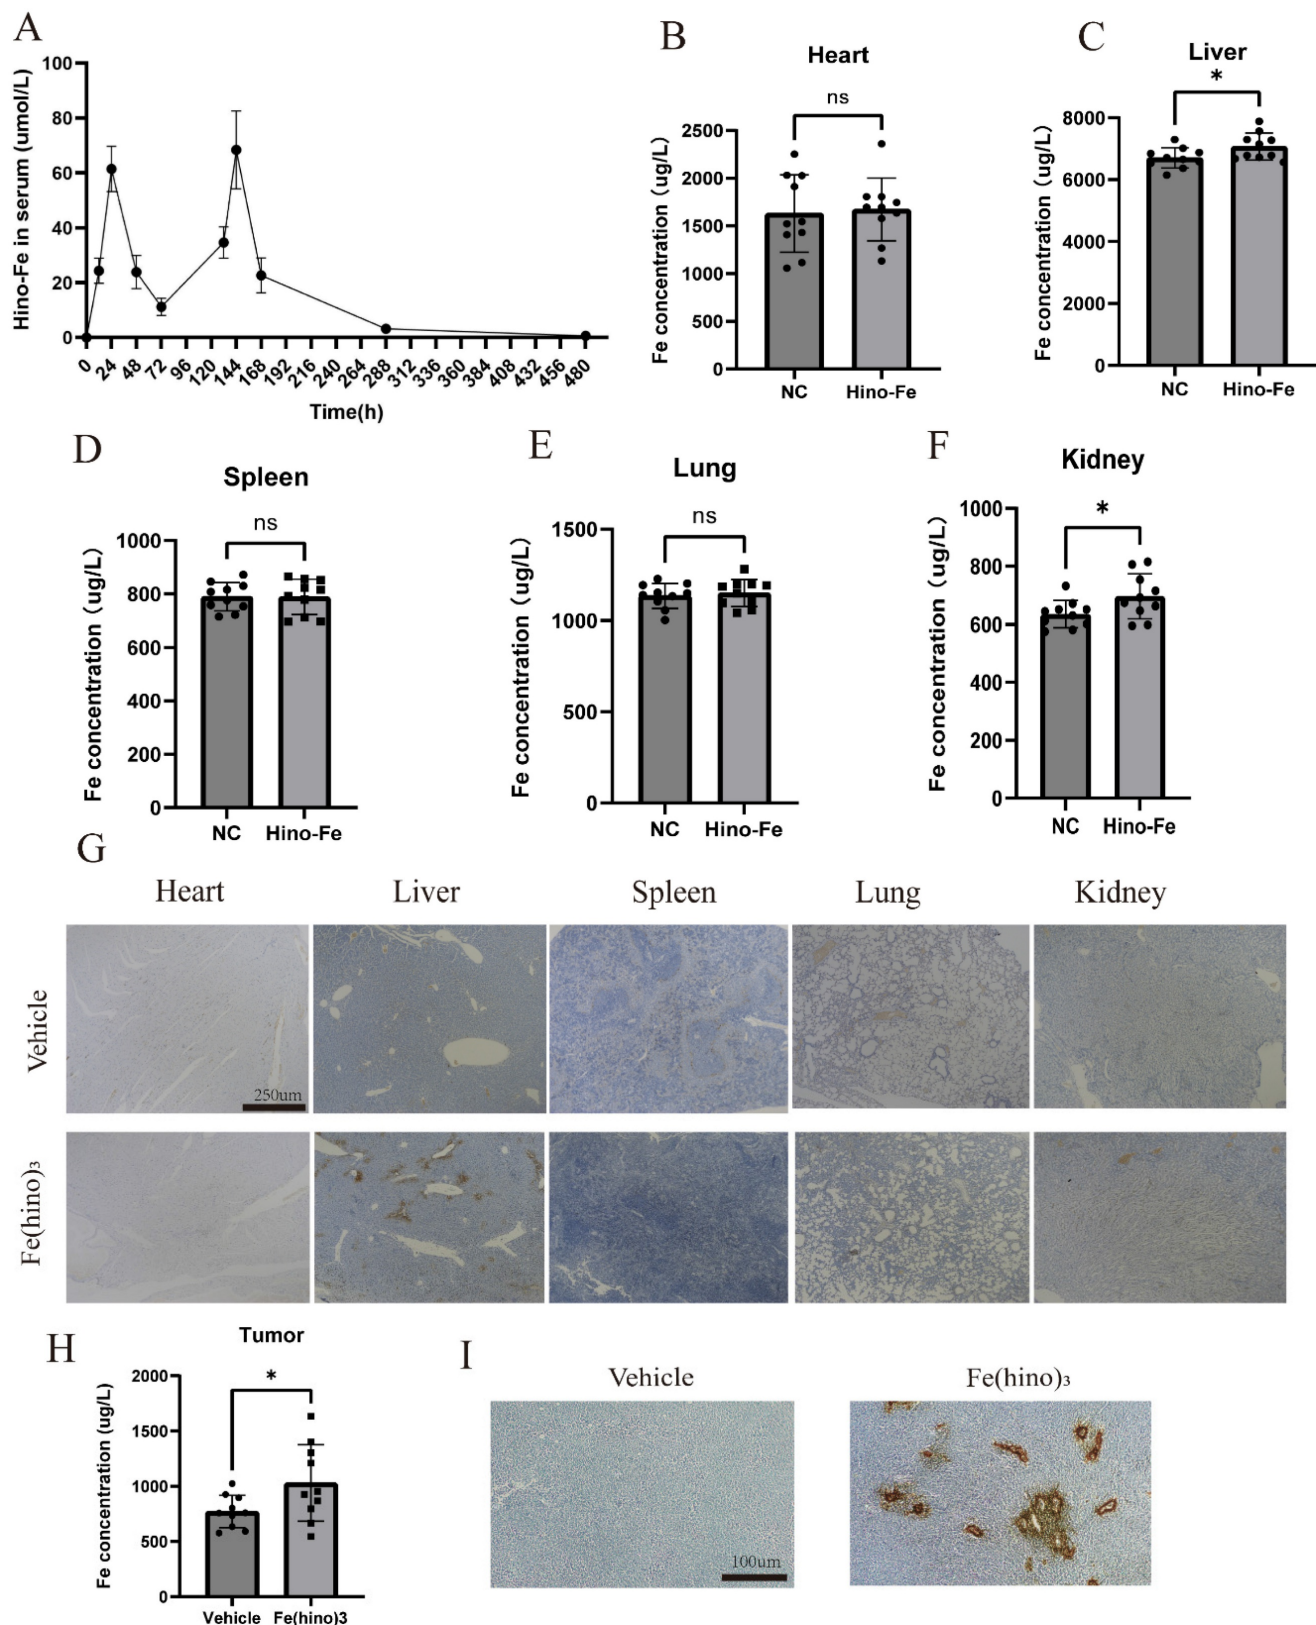 A
Hino-Fe in serum (umol/L)
100
80
60
40
20
0
0 24 48 72 96 120 144 168 192 216 240 264 288 312 336 360 384 408 432 456 480
Time(h)
B
Heart
ns
Fe concentration (ug/L)
2500
2000
1500
1000
500
0
NC Hino-Fe
C
Liver
*
Fe concentration (ug/L)
8000
6000
4000
2000
0
NC Hino-Fe
D
Spleen
ns
Fe concentration (ug/L)
1000
800
600
400
200
0
NC Hino-Fe
E
Lung
ns
Fe concentration (ug/L)
1500
1000
500
0
NC Hino-Fe
F
Kidney
*
Fe concentration (ug/L)
1000
800
600
400
200
0
NC Hino-Fe
G
Heart Liver Spleen Lung Kidney
Vehicle
250um
Fe(hino)₃
H
Tumor
*
Fe concentration (ug/L)
2000
1500
1000
500
0
Vehicle Fe(hino)3
I
Vehicle Fe(hino)₃
100um